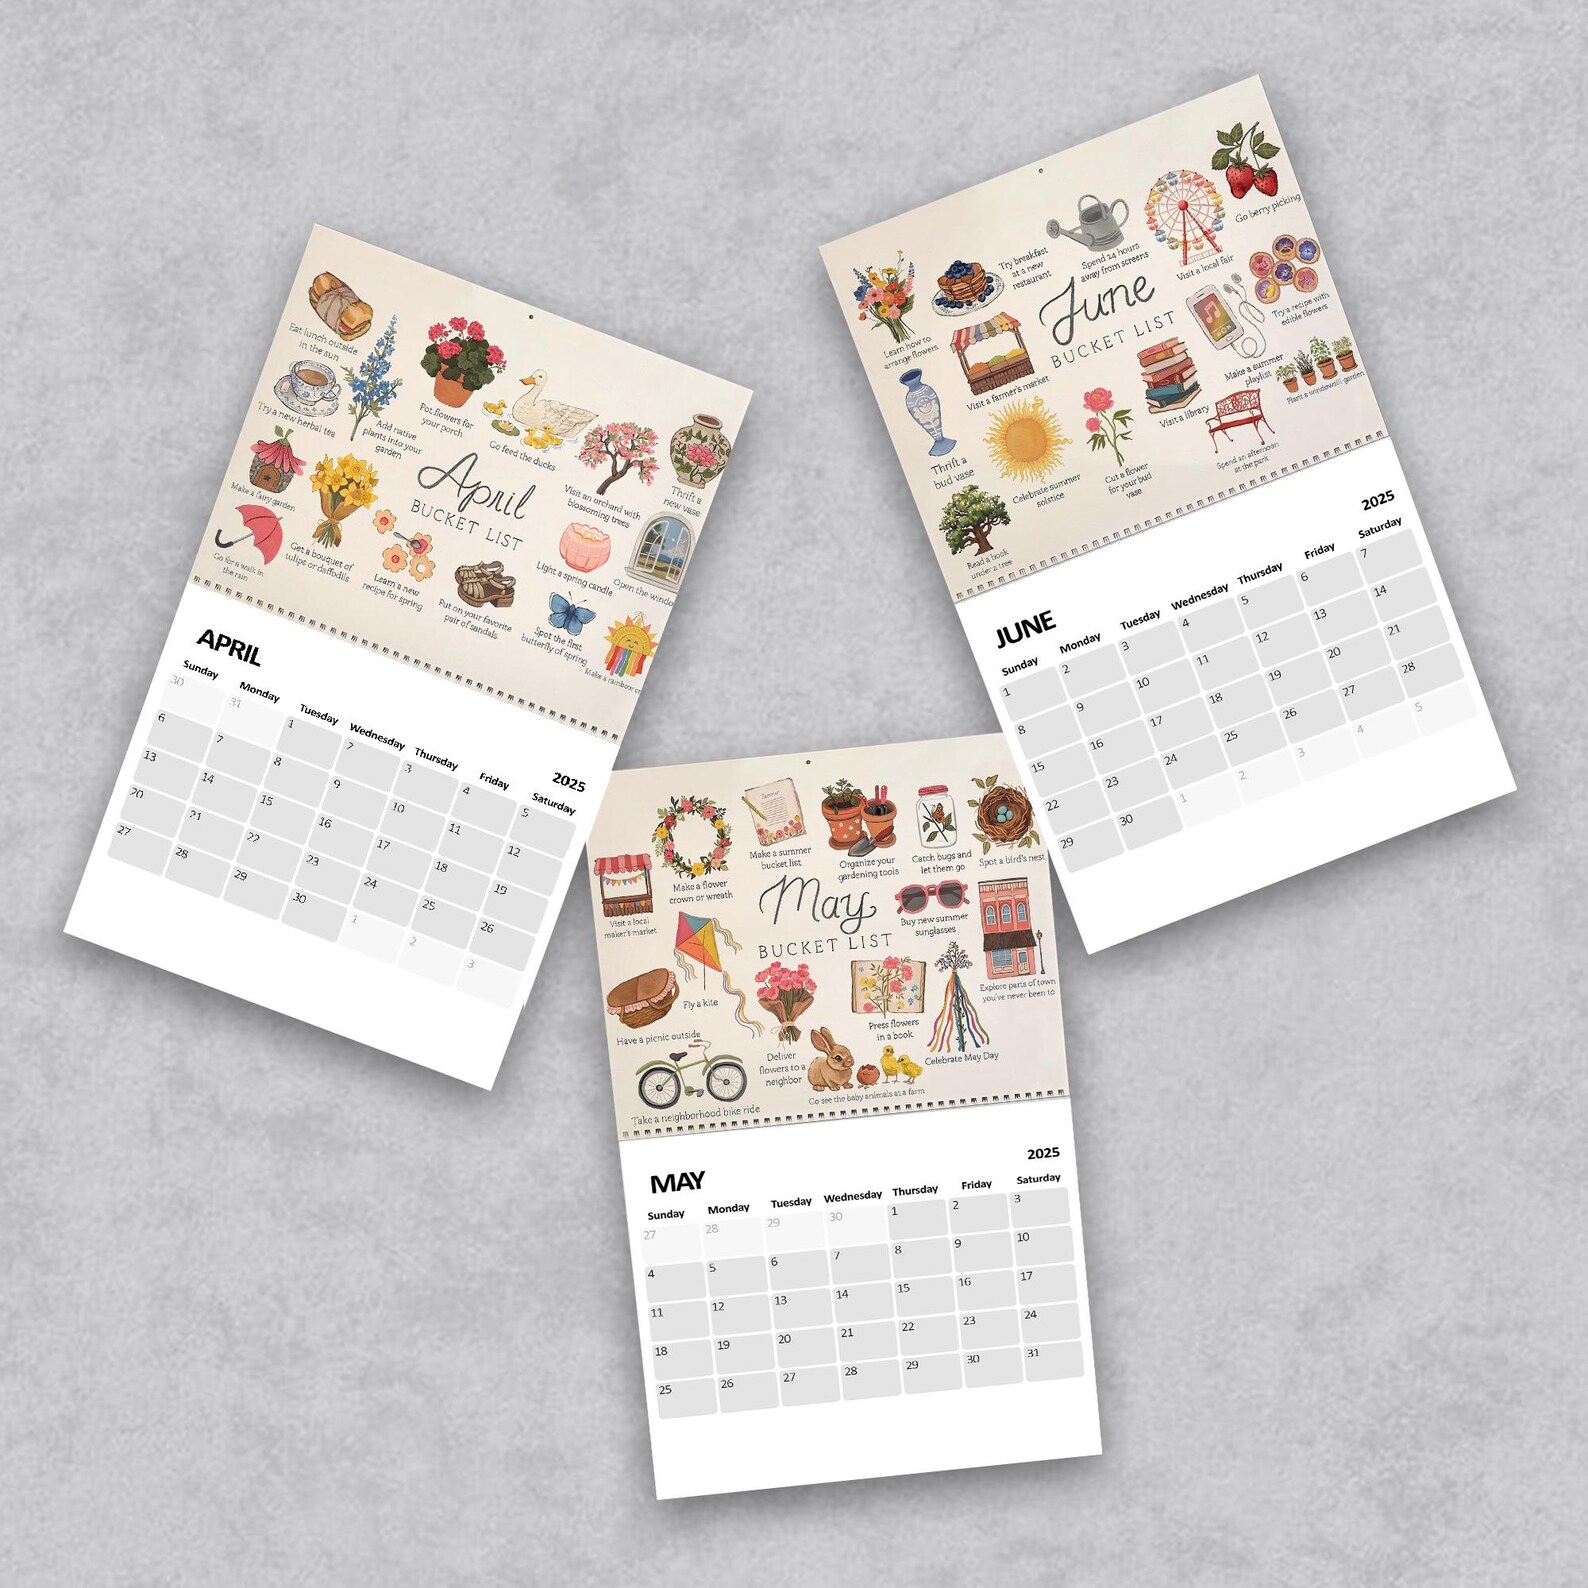 Eat lunch outside
in the sun
Try a new herbal tea
Add native
plants into your
garden
Pot flowers for
your porch
Go feed the ducks
Visit an orchard with
blossoming trees
Thrift a
new vase
Make a fairy garden
Get a bouquet of
tulips or daffodils
April
BUCKET LIST
Light a spring candle
Open the windo
Go for a walk in
the rain
Learn a new
recipe for spring
Put on your favorite
pair of sandals
Spot the first
butterfly of spring
Make a rainbow cr
APRIL
2025
Sunday Monday Tuesday Wednesday Thursday Friday Saturday
30 31 1 2 3 4 5
6 7 8 9 10 11 12
13 14 15 16 17 18 19
20 21 22 23 24 25 26
27 28 29 30 1 2 3
Learn how to
arrange flowers
Try breakfast
at a new
restaurant
Spend 24 hours
away from screens
Visit a local fair
Go berry picking
June
BUCKET LIST
Visit a farmer's market
Make a summer
playlist
Try a recipe with
edible flowers
Thrift a
bud vase
Celebrate summer
solstice
Cut a flower
for your bud
vase
Visit a library
Spend an afternoon
at the park
Plant a windowsill garden
Read a book
under a tree
JUNE
2025
Sunday Monday Tuesday Wednesday Thursday Friday Saturday
1 2 3 4 5 6 7
8 9 10 11 12 13 14
15 16 17 18 19 20 21
22 23 24 25 26 27 28
29 30 1 2 3 4 5
Visit a local
maker's market
Make a flower
crown or wreath
Summer
Make a summer
bucket list
Organize your
gardening tools
Catch bugs and
let them go
Spot a bird's nest
May
BUCKET LIST
Buy new summer
sunglasses
Fly a kite
Explore parts of town
you've never been to
Have a picnic outside
Deliver
flowers to a
neighbor
Press flowers
in a book
Celebrate May Day
Take a neighborhood bike ride
Go see the baby animals at a farm
MAY
2025
Sunday Monday Tuesday Wednesday Thursday Friday Saturday
27 28 29 30 1 2 3
4 5 6 7 8 9 10
11 12 13 14 15 16 17
18 19 20 21 22 23 24
25 26 27 28 29 30 31